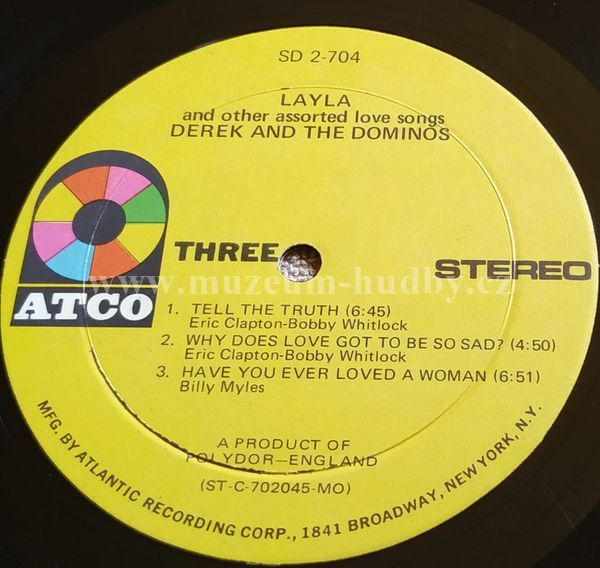 SD 2-704
LAYLA
and other assorted love songs
DEREK AND THE DOMINOS
THREE
STEREO
www.muzeum-hudby.cz
ATCO
1. TELL THE TRUTH (6:45)
Eric Clapton-Bobby Whitlock
2. WHY DOES LOVE GOT TO BE SO SAD? (4:50)
Eric Clapton-Bobby Whitlock
3. HAVE YOU EVER LOVED A WOMAN (6:51)
Billy Myles
A PRODUCT OF
POLYDOR—ENGLAND
(ST-C-702045-MO)
MFG. BY ATLANTIC RECORDING CORP., 1841 BROADWAY, NEW YORK, N.Y.